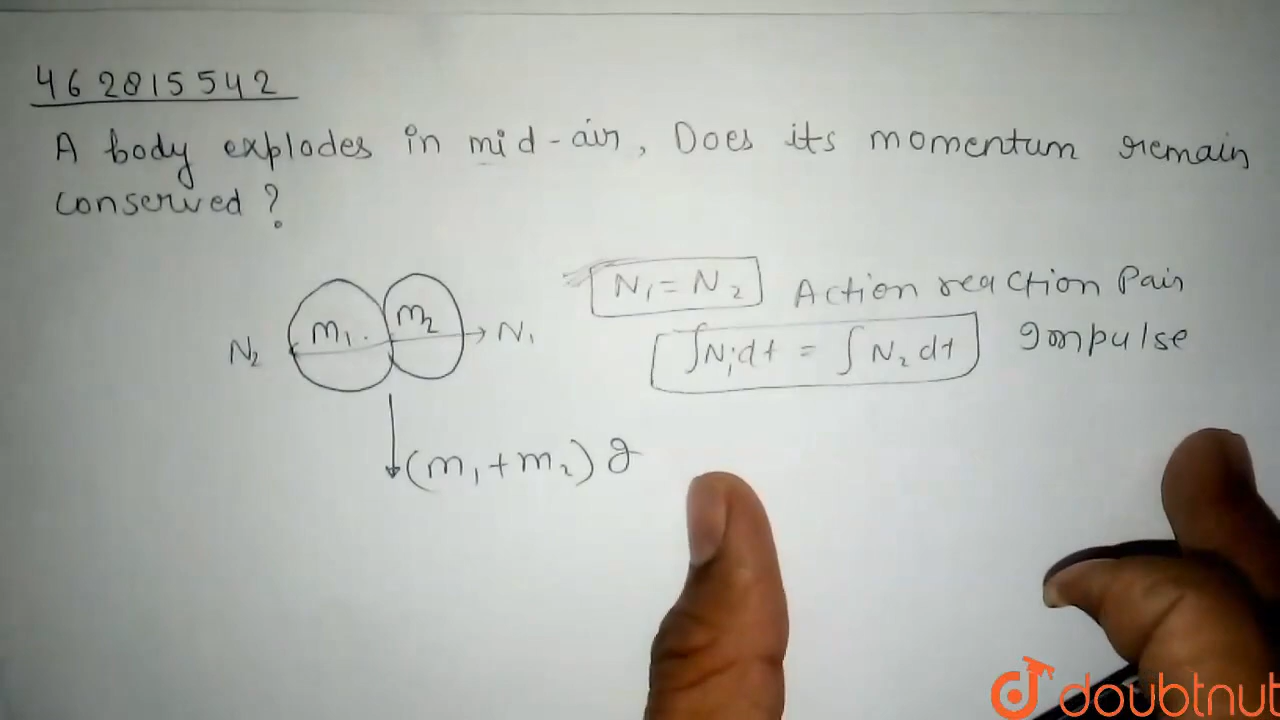 462815542
A body explodes in mid-air, Does its momentum remain
conserved ?
m₁ m₂
N₂ N₁
N₁ = N₂ Action reaction Pair
∫N₁dt = ∫N₂dt Impulse
(m₁+m₂)g
doubtnut